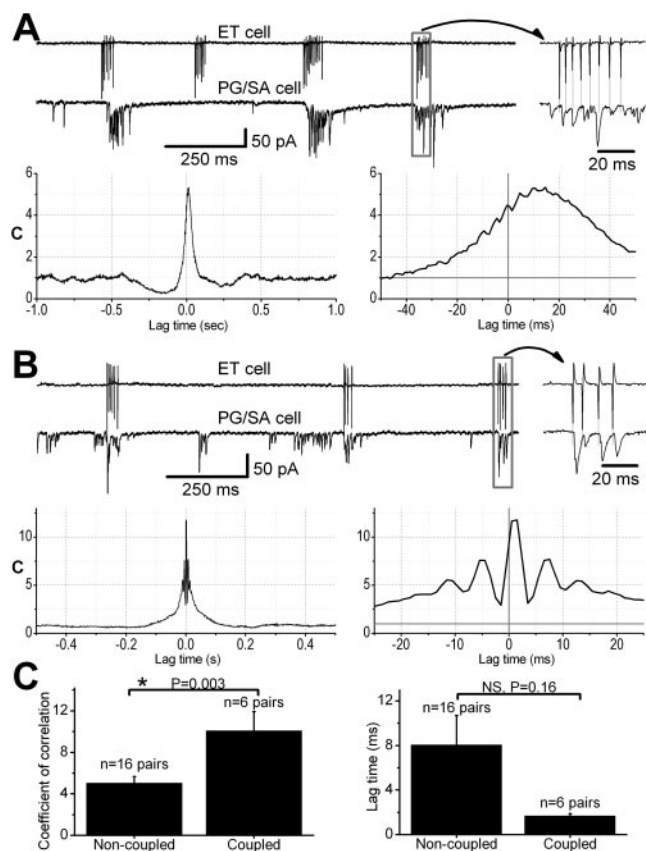 A
ET cell
PG/SA cell
50 pA
250 ms
20 ms
6
4
2
0
C
-1.0 -0.5 0.0 0.5 1.0
Lag time (sec)
6
4
2
0
-40 -20 0 20 40
Lag time (ms)
B
ET cell
PG/SA cell
50 pA
250 ms
20 ms
10
5
0
C
-0.4 -0.2 0.0 0.2 0.4
Lag time (s)
10
5
0
-20 -10 0 10 20
Lag time (ms)
C
* P=0.003
n=6 pairs
n=16 pairs
12
8
4
0
Coefficient of correlation
Non-coupled Coupled
NS, P=0.16
n=16 pairs
n=6 pairs
12
10
8
6
4
2
0
Lag time (ms)
Non-coupled Coupled